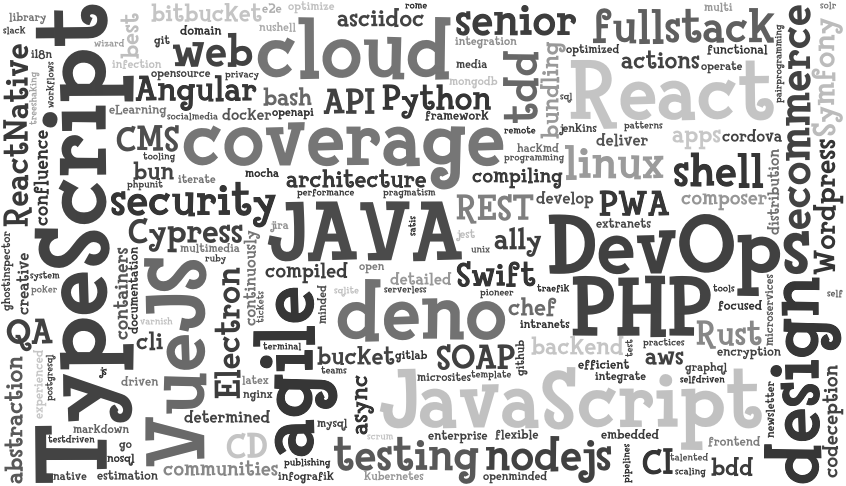 library
bitbucket
e2e
optimize
rome
multi
solr
slack
best
domain
nushell
asciidoc
senior
fullstack
ecommerce
wizard
git
web
cloud
integration
optimized
functional
i18n
infection
opensource
privacy
media
actions
operate
pairprogramming
Symfony
workflows
treeshaking
TypeScript
Angular
bash
API
Python
mongodb
tdd
bundling
sql
React
eLearning
socialmedia
docker
openapi
framework
remote
jenkins
patterns
ReactNative
CMS
coverage
hackmd
deliver
apps
cordova
confluence
tooling
programming
linux
bun
iterate
mocha
architecture
compiling
shell
distribution
Wordpress
phpunit
performance
pragmatism
security
JAVA
satis
REST
develop
PWA
composer
Cypress
jira
jest
extranets
ghostinspector
containers
documentation
multimedia
continuously
unix
ally
DevOps
creative
system
VueJS
ruby
compiled
open
detailed
Swift
poker
Electron
tickets
sqlite
serverless
pioneer
traefik
PHP
tools
microservices
self
minded
deno
chef
focused
QA
varnish
agile
intranets
Rust
cli
terminal
bucket
gitlab
SOAP
github
backend
test
practices
encryption
abstraction
experienced
postgresql
js
driven
latex
teams
microsites
template
efficient
aws
graphql
design
nginx
async
integrate
selfdriven
codeception
determined
mysql
JavaScript
newsletter
markdown
testdriven
CD
scrum
enterprise
flexible
embedded
frontend
go
nosql
communities
publishing
testing
nodejs
pipelines
CI
talented
bdd
native
estimation
infografik
Kubernetes
openminded
scaling